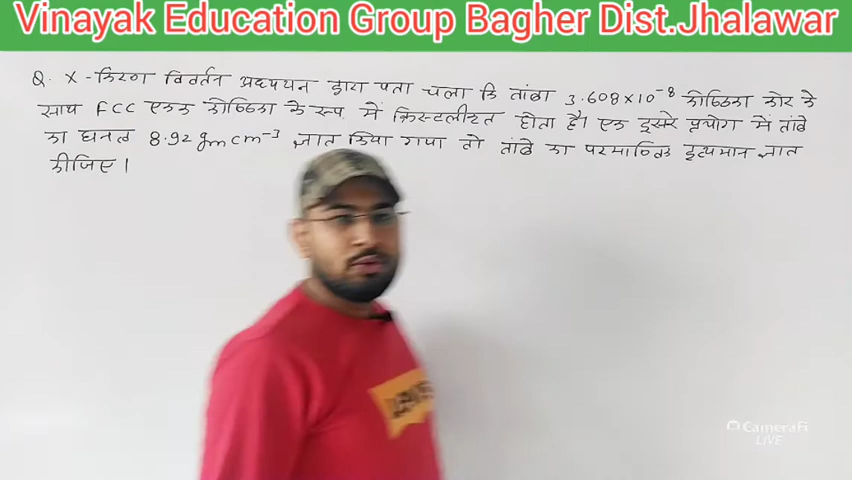 Vinayak Education Group Bagher Dist.Jhalawar
Q. X-किरण विवर्तन अध्ययन द्वारा पता चला कि तांबा 3.608×10⁻⁸ कोष्ठिका कोर के
साथ FCC एकक कोष्ठिका के रूप में क्रिस्टलीकृत होता है। एक दूसरे प्रयोग में तांबे
का घनत्व 8.92 gm cm⁻³ ज्ञात किया गया तो तांबे का परमाण्विक द्रव्यमान ज्ञात
कीजिए।
CameraFi
LIVE